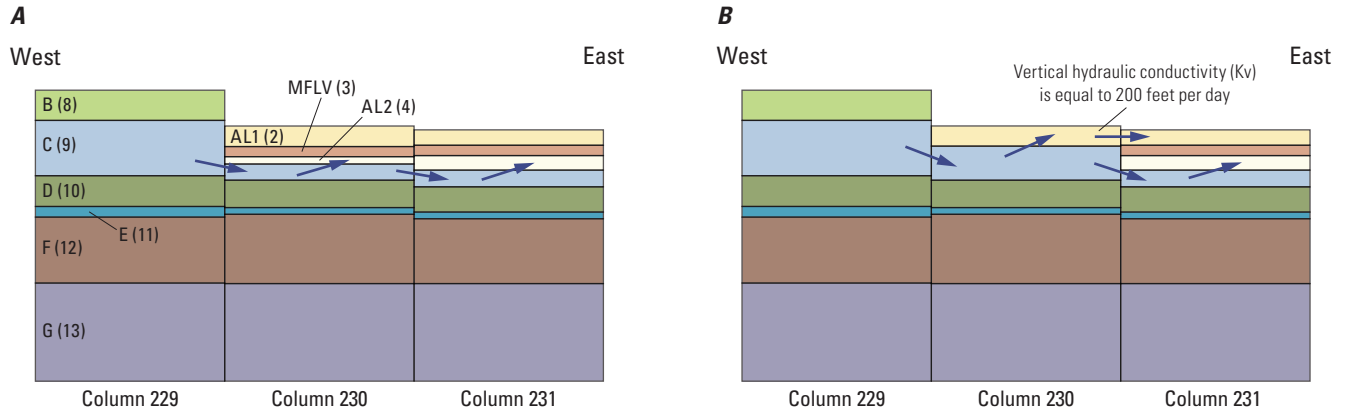 A
West
East
MFLV (3)
AL2 (4)
B (8)
AL1 (2)
C (9)
D (10)
E (11)
F (12)
G (13)
Column 229
Column 230
Column 231
B
West
East
Vertical hydraulic conductivity (Kv)
is equal to 200 feet per day
Column 229
Column 230
Column 231